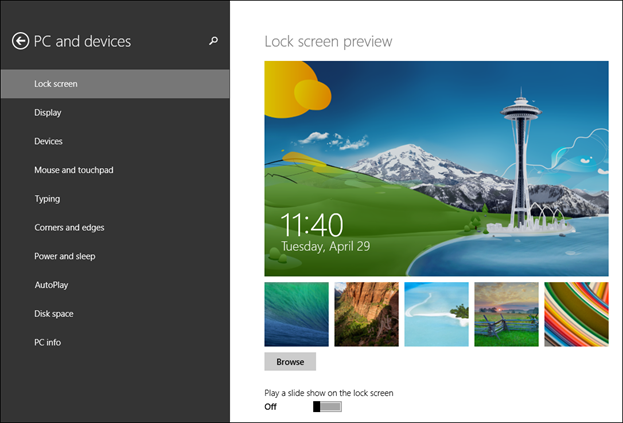 PC and devices
Lock screen
Display
Devices
Mouse and touchpad
Typing
Corners and edges
Power and sleep
AutoPlay
Disk space
PC info
Lock screen preview
11:40
Tuesday, April 29
Browse
Play a slide show on the lock screen
Off